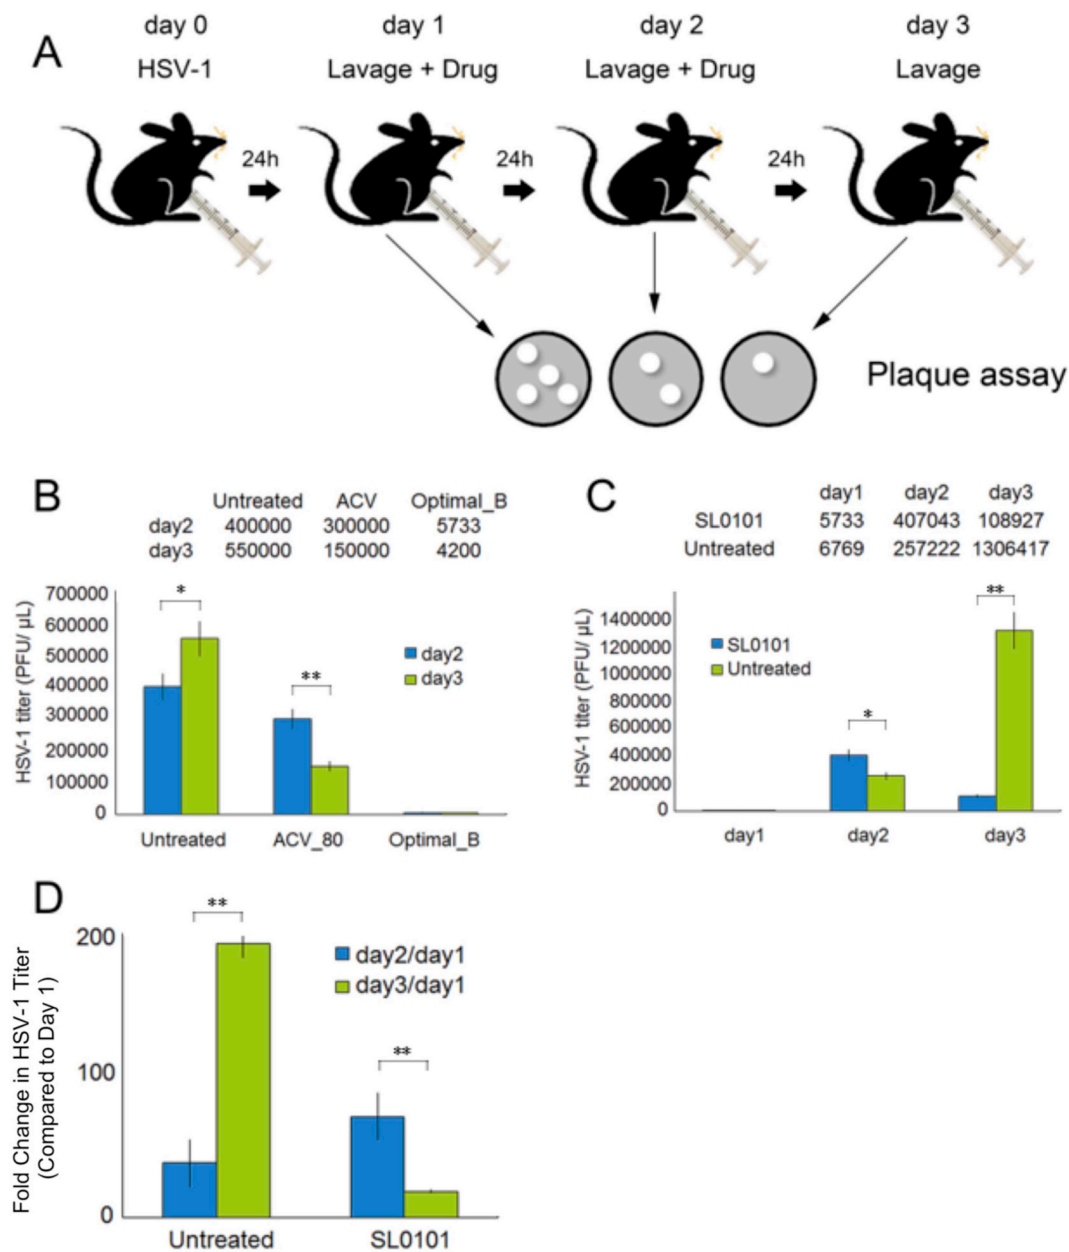 A
day 0 day 1 day 2 day 3
HSV-1 Lavage + Drug Lavage + Drug Lavage
24h 24h 24h
Plaque assay
B
Untreated ACV Optimal_B
day2 400000 300000 5733
day3 550000 150000 4200
HSV-1 titer (PFU/ µL)
700000
600000
500000
400000
300000
200000
100000
0
*
**
day2
day3
Untreated ACV_80 Optimal_B
C
day1 day2 day3
SL0101 5733 407043 108927
Untreated 6769 257222 1306417
HSV-1 titer (PFU/ µL)
1400000
1200000
1000000
800000
600000
400000
200000
0
SL0101
Untreated
*
**
day1 day2 day3
D
Fold Change in HSV-1 Titer
(Compared to Day 1)
200
100
0
**
**
day2/day1
day3/day1
Untreated SL0101